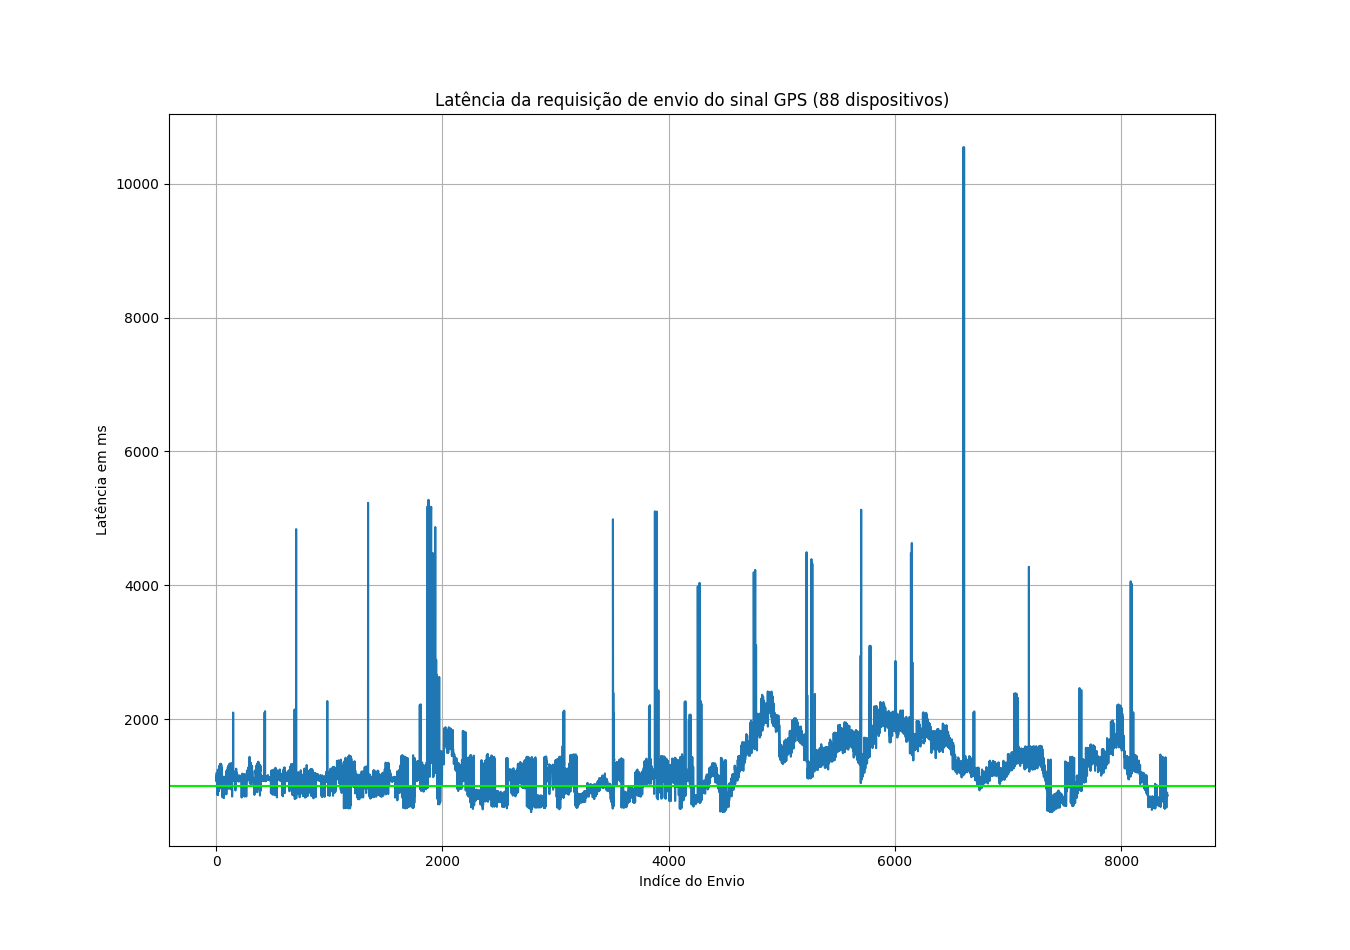 Latência da requisição de envio do sinal GPS (88 dispositivos)
10000
8000
6000
4000
2000
Latência em ms
0 2000 4000 6000 8000
Indíce do Envio